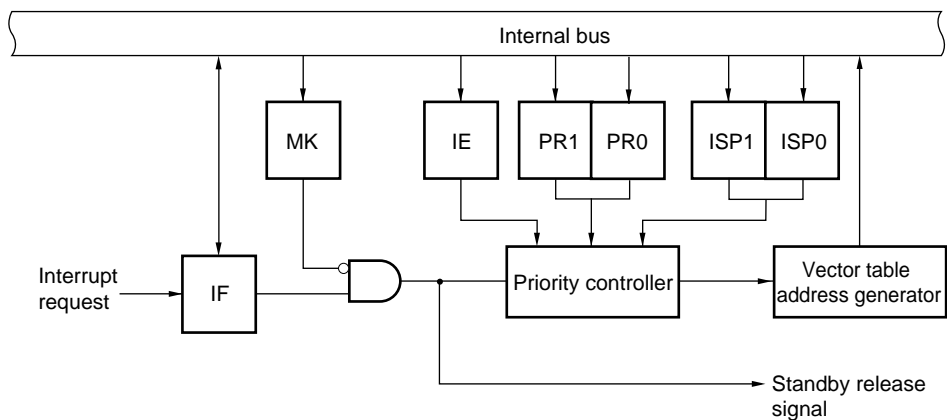 Internal bus
MK
IE
PR1
PR0
ISP1
ISP0
Interrupt
request
IF
Priority controller
Vector table
address generator
Standby release
signal